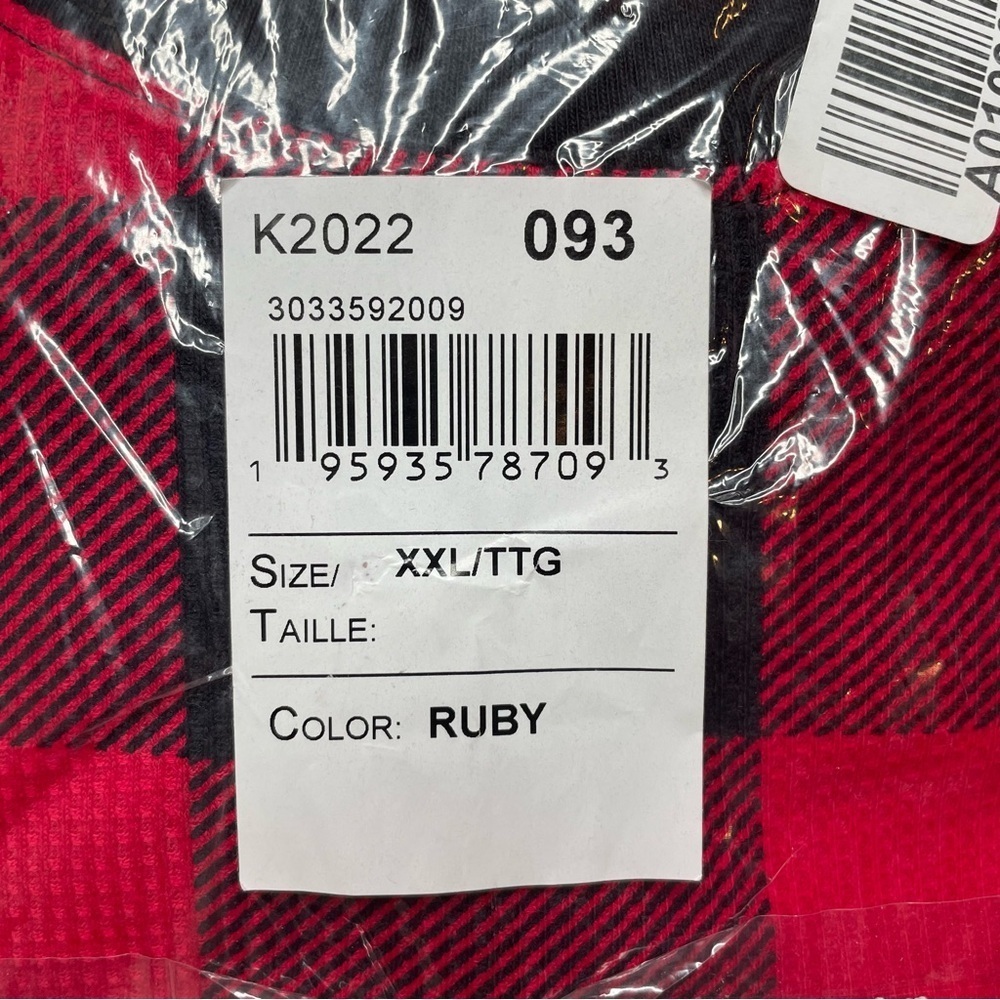 K2022 093
3033592009
1 95935 78709 3
SIZE/ XXL/TTG
TAILLE:
COLOR: RUBY